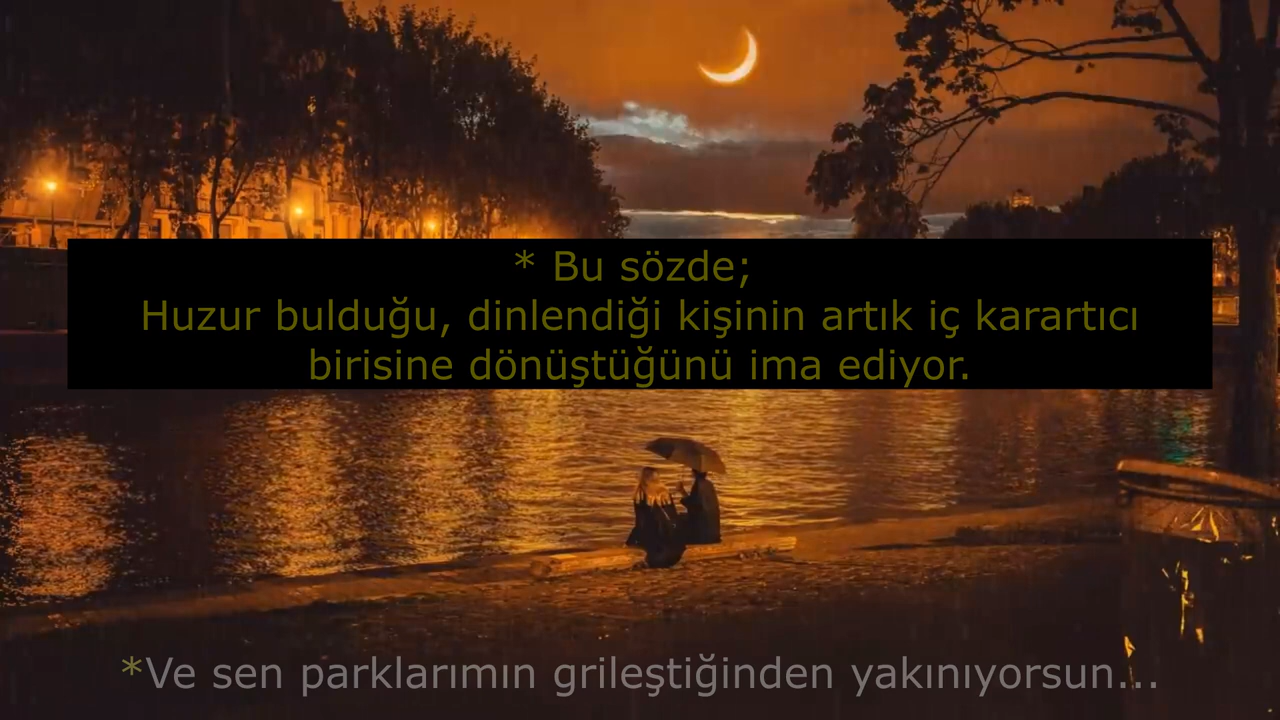 * Bu sözde;
Huzur bulduğu, dinlendiği kişinin artık iç karartıcı
birisine dönüştüğünü ima ediyor.
*Ve sen parklarımın grileştiğinden yakınıyorsun...